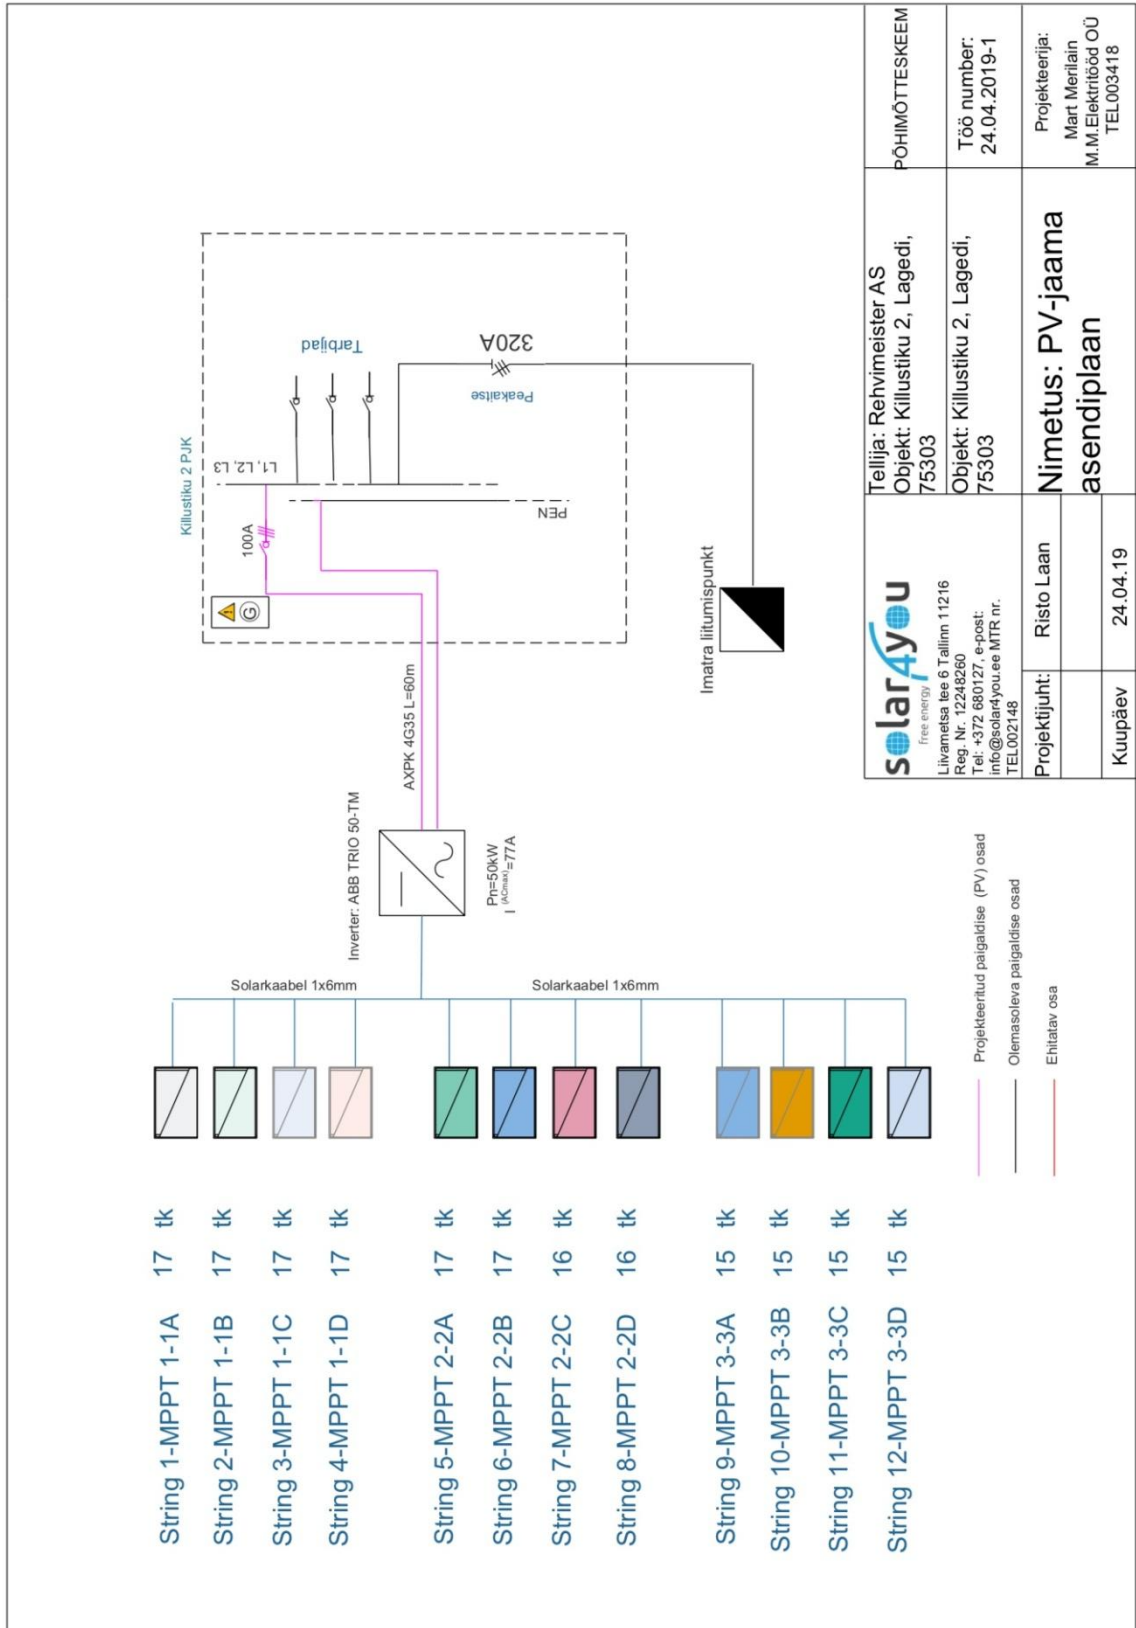 String 1-MPPT 1-1A 17 tk
String 2-MPPT 1-1B 17 tk
String 3-MPPT 1-1C 17 tk
String 4-MPPT 1-1D 17 tk
String 5-MPPT 2-2A 17 tk
String 6-MPPT 2-2B 17 tk
String 7-MPPT 2-2C 16 tk
String 8-MPPT 2-2D 16 tk
String 9-MPPT 3-3A 15 tk
String 10-MPPT 3-3B 15 tk
String 11-MPPT 3-3C 15 tk
String 12-MPPT 3-3D 15 tk
Solarkaabel 1x6mm
Solarkaabel 1x6mm
Inverter: ABB TRIO 50-TM
Pn=50kW
I (ACmax)=77A
AXPK 4G35 L=60m
Killustiku 2 PJK
G
100A
L1, L2, L3
PEN
Tarbijad
Peakaitse
320A
Imatra liitumispunkt
Projekteeritud paigaldise (PV) osad
Olemasoleva paigaldise osad
Ehitatav osa
solar4you
free energy
Liivametsa tee 6 Tallinn 11216
Reg. Nr. 12248260
Tel: +372 680127, e-post:
info@solar4you.ee MTR nr.
TEL002148
Projektijuht:
Risto Laan
Kuupäev
24.04.19
Tellija: Rehvimeister AS
Objekt: Killustiku 2, Lagedi,
75303
Objekt: Killustiku 2, Lagedi,
75303
Nimetus: PV-jaama
asendiplaan
PÕHIMÕTTESKEEM
Töö number:
24.04.2019-1
Projekteerija:
Mart Merilain
M.M.Elektritööd OÜ
TEL003418